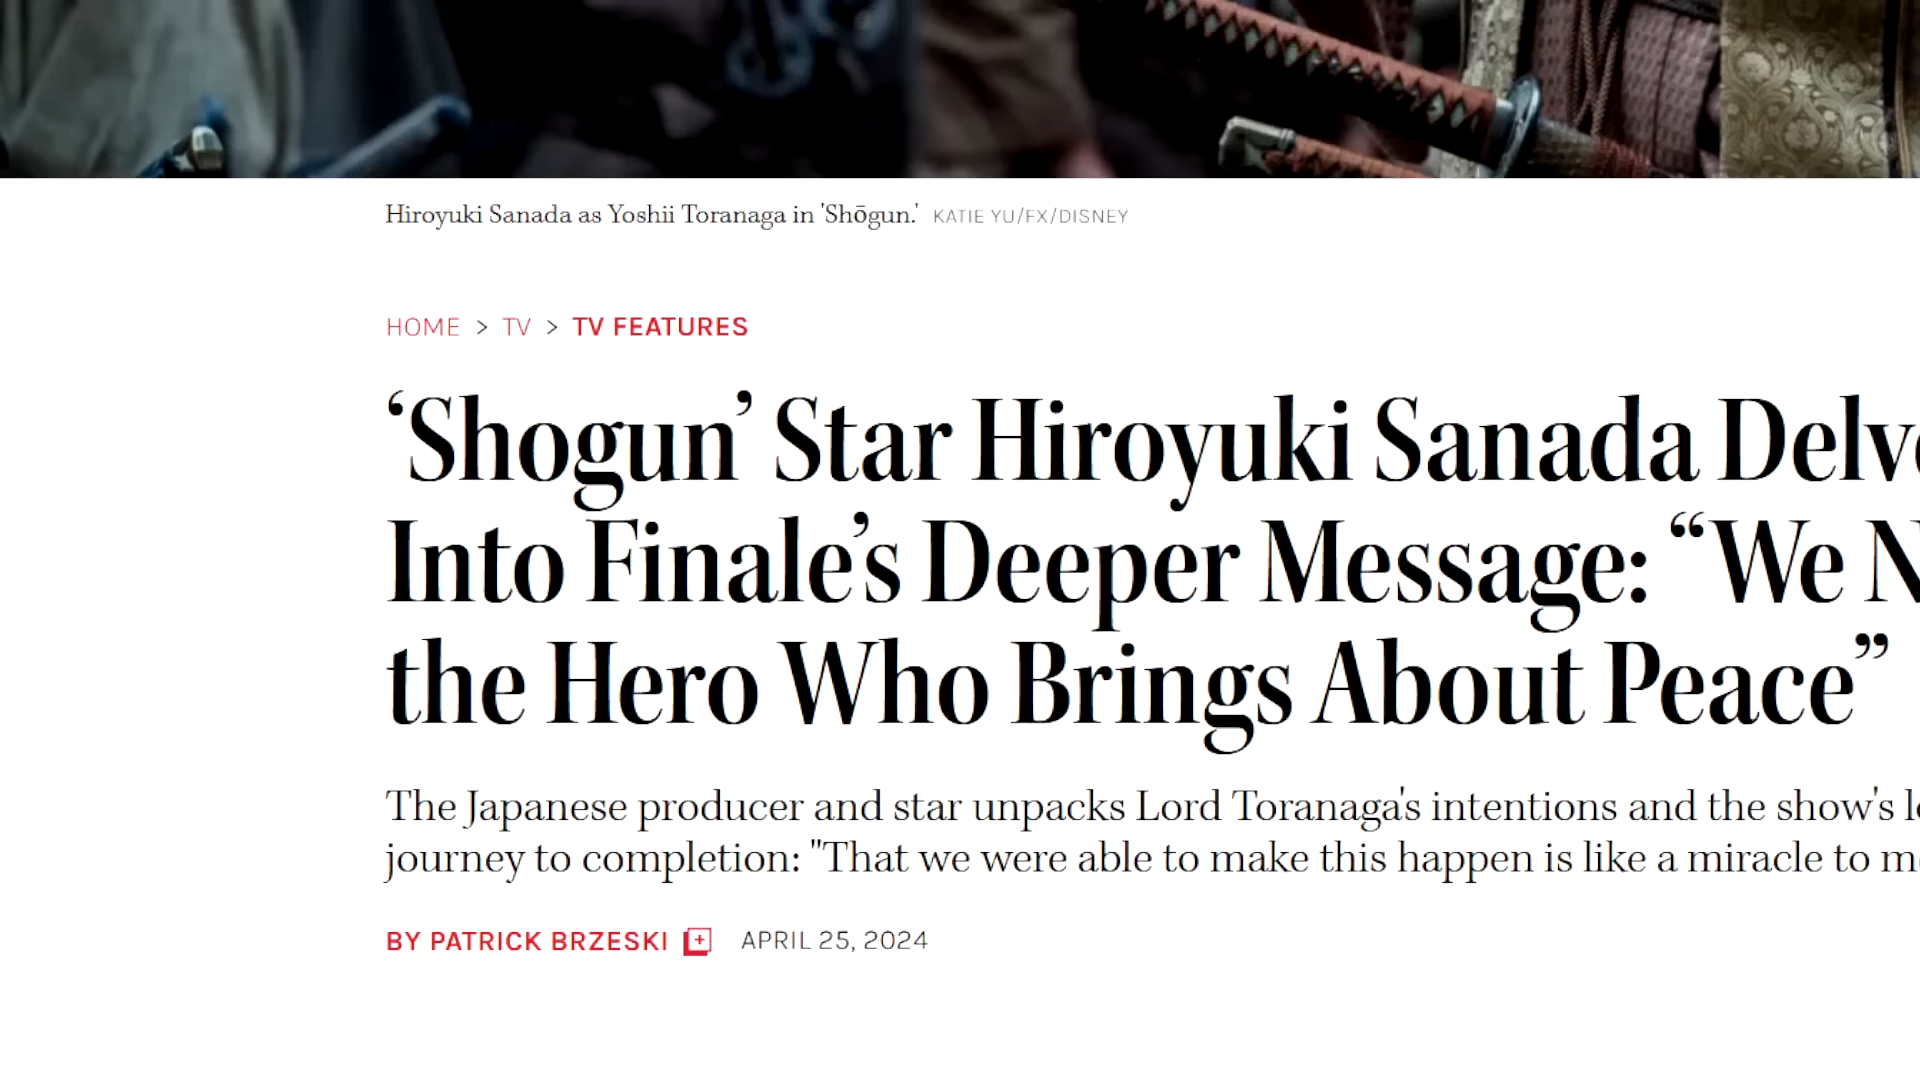 Hiroyuki Sanada as Yoshii Toranaga in 'Shōgun.' KATIE YU/FX/DISNEY
HOME > TV > TV FEATURES
‘Shogun’ Star Hiroyuki Sanada
Into Finale’s Deeper Message: “We
the Hero Who Brings About Peace”
The Japanese producer and star unpacks Lord Toranaga's intentions and the show's
journey to completion: "That we were able to make this happen is like a miracle to
BY PATRICK BRZESKI APRIL 25, 2024